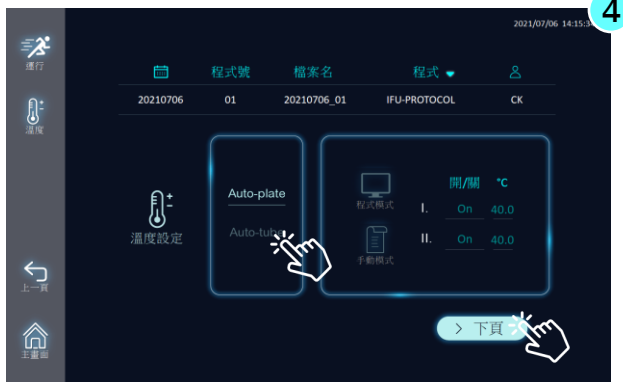 4
2021/07/06 14:15:3
運行
溫度
上一頁
主畫面
程式號 檔案名 程式
20210706 01 20210706_01 IFU-PROTOCOL CK
溫度設定
Auto-plate
Auto-tube
程式模式
手動模式
開/關 °C
I. On 40.0
II. On 40.0
> 下頁